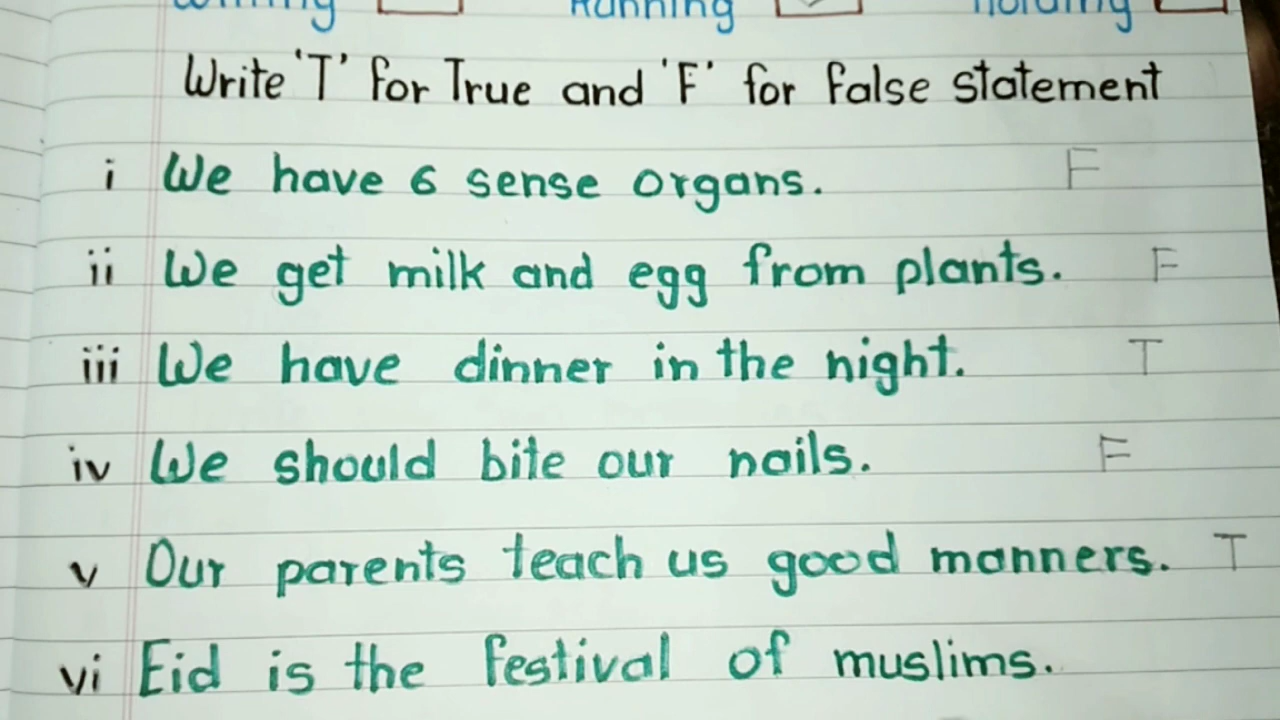 Running
Write 'T' for True and 'F' for False statement
i We have 6 sense organs. F
ii We get milk and egg from plants. F
iii We have dinner in the night. T
iv We should bite our nails. F
v Our parents teach us good manners. T
vi Eid is the festival of muslims.